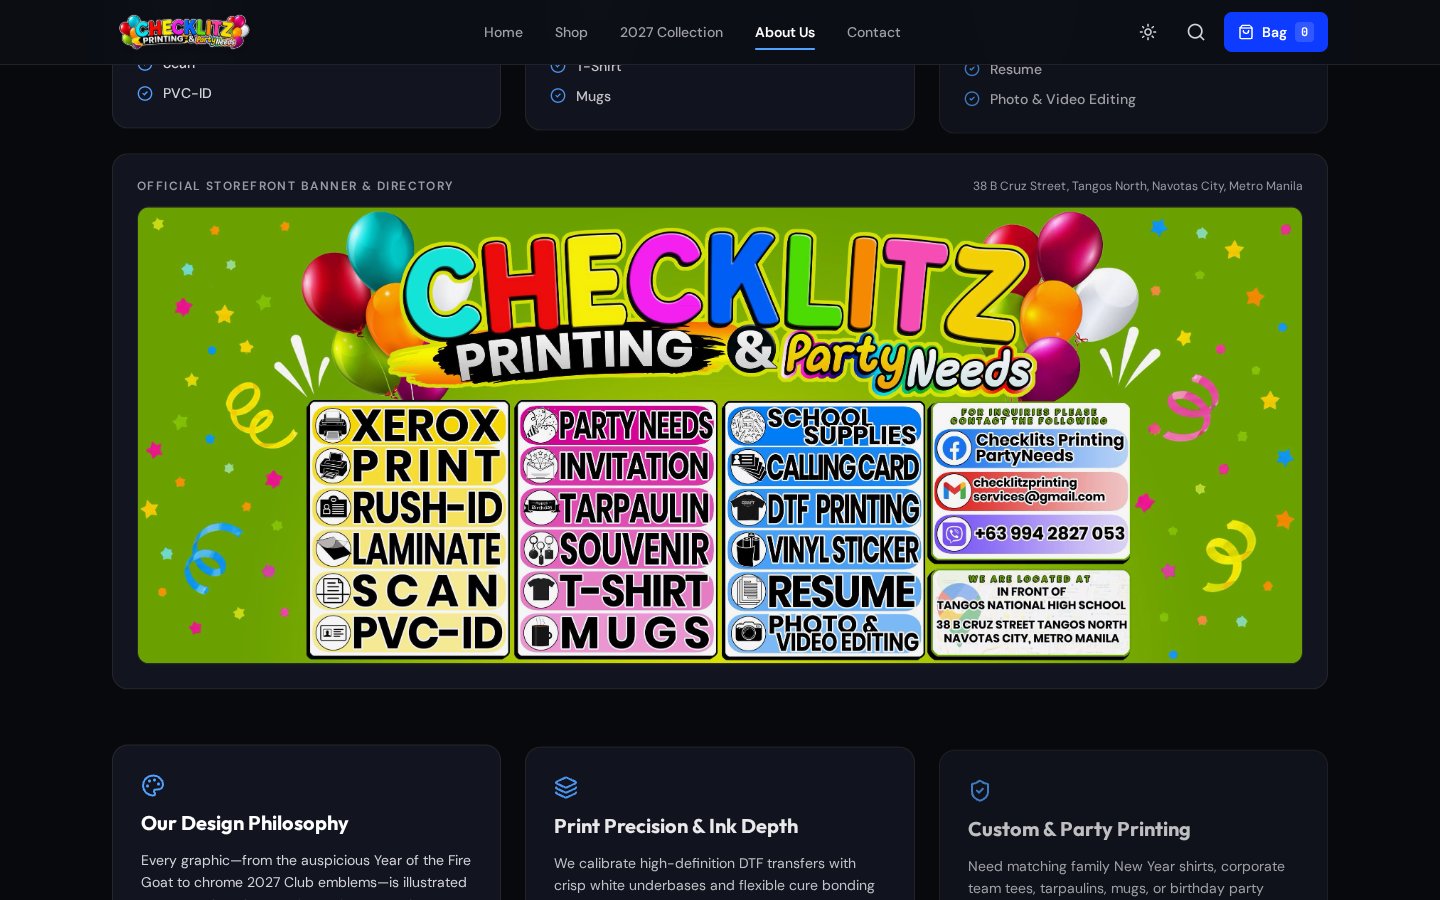 CHECKLITZ
PRINTING & Party Needs
Home
Shop
2027 Collection
About Us
Contact
Bag
0
Scan
PVC-ID
T-Shirt
Mugs
Resume
Photo & Video Editing
OFFICIAL STOREFRONT BANNER & DIRECTORY
38 B Cruz Street, Tangos North, Navotas City, Metro Manila
CHECKLITZ
PRINTING & Party Needs
XEROX
PRINT
RUSH-ID
LAMINATE
SCAN
PVC-ID
PARTY NEEDS
INVITATION
TARPAULIN
SOUVENIR
T-SHIRT
MUGS
SCHOOL
SUPPLIES
CALLING CARD
DTF PRINTING
VINYL STICKER
RESUME
PHOTO &
VIDEO EDITING
FOR INQUIRIES PLEASE
CONTACT THE FOLLOWING
Checklits Printing
PartyNeeds
checklitzprinting
services@gmail.com
+63 994 2827 053
WE ARE LOCATED AT
IN FRONT OF
TANGOS NATIONAL HIGH SCHOOL
38 B CRUZ STREET TANGOS NORTH
NAVOTAS CITY, METRO MANILA
Our Design Philosophy
Every graphic—from the auspicious Year of the Fire
Goat to chrome 2027 Club emblems—is illustrated
Print Precision & Ink Depth
We calibrate high-definition DTF transfers with
crisp white underbases and flexible cure bonding
Custom & Party Printing
Need matching family New Year shirts, corporate
team tees, tarpaulins, mugs, or birthday party